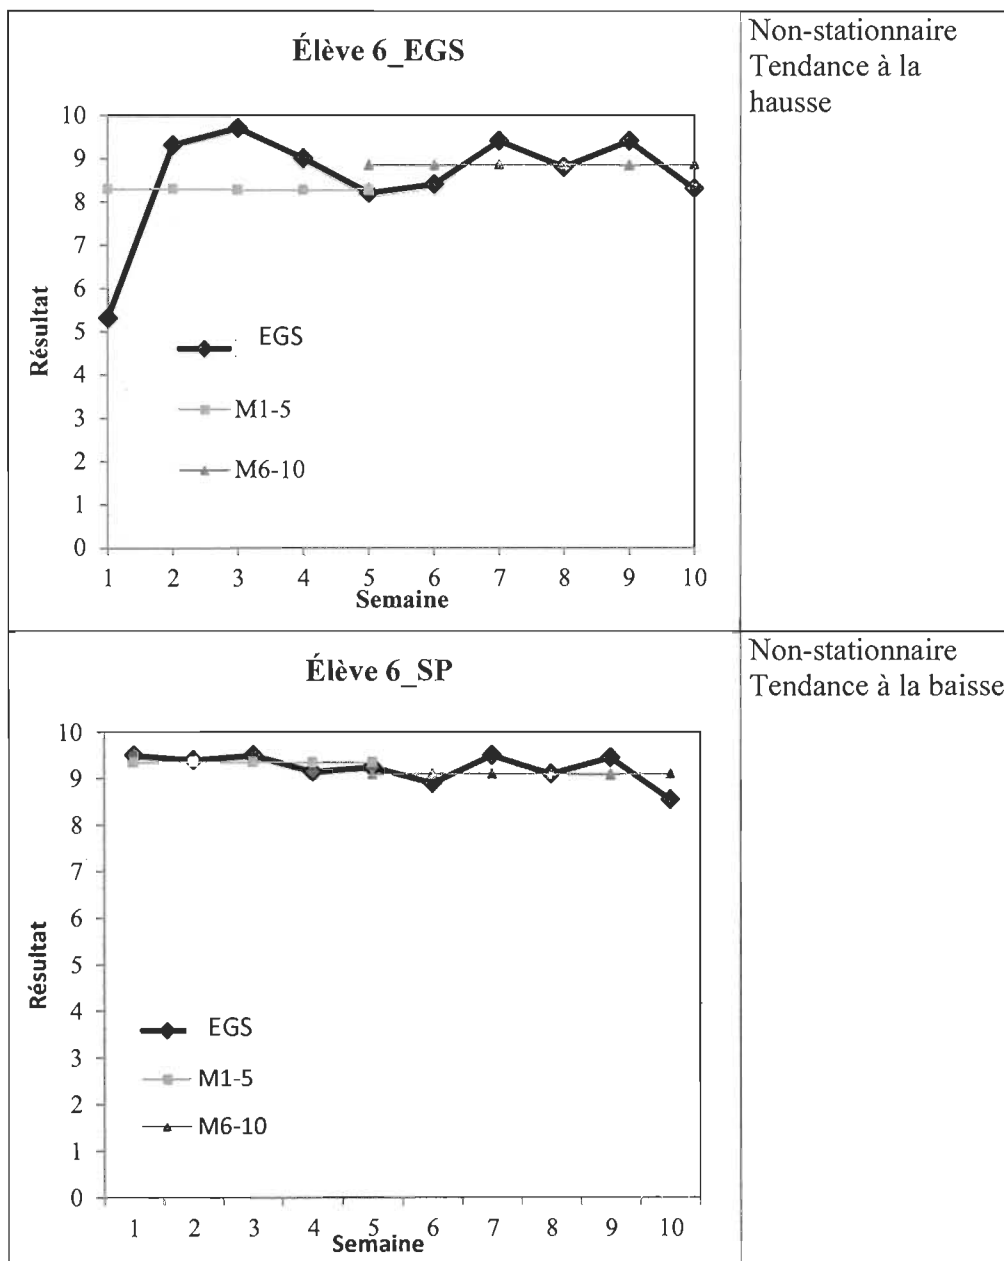 Élève 6_EGS
Non-stationnaire
Tendance à la
hausse
10
9
8
7
6
5
4
3
2
1
0
Résultat
EGS
M1-5
M6-10
1 2 3 4 5 6 7 8 9 10
Semaine
Élève 6_SP
Non-stationnaire
Tendance à la baisse
10
9
8
7
6
5
4
3
2
1
0
Résultat
EGS
M1-5
M6-10
1 2 3 4 5 6 7 8 9 10
Semaine